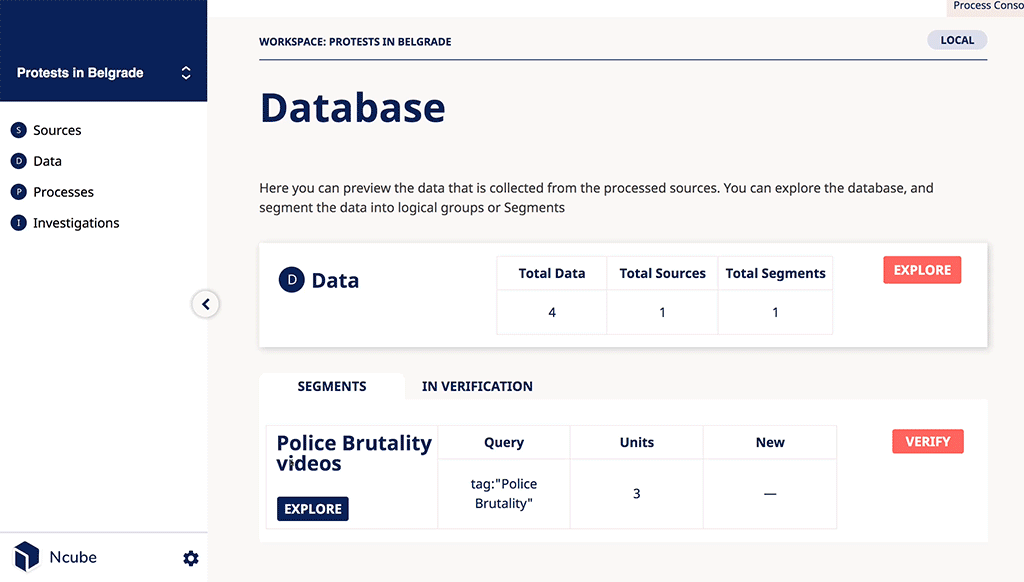 Process Conso
Protests in Belgrade
S Sources
D Data
P Processes
I Investigations
Ncube
WORKSPACE: PROTESTS IN BELGRADE
LOCAL
Database
Here you can preview the data that is collected from the processed sources. You can explore the database, and
segment the data into logical groups or Segments
D Data
Total Data Total Sources Total Segments
4 1 1
EXPLORE
SEGMENTS IN VERIFICATION
Police Brutality
videos
EXPLORE
Query Units New
tag:"Police
Brutality"
3 —
VERIFY